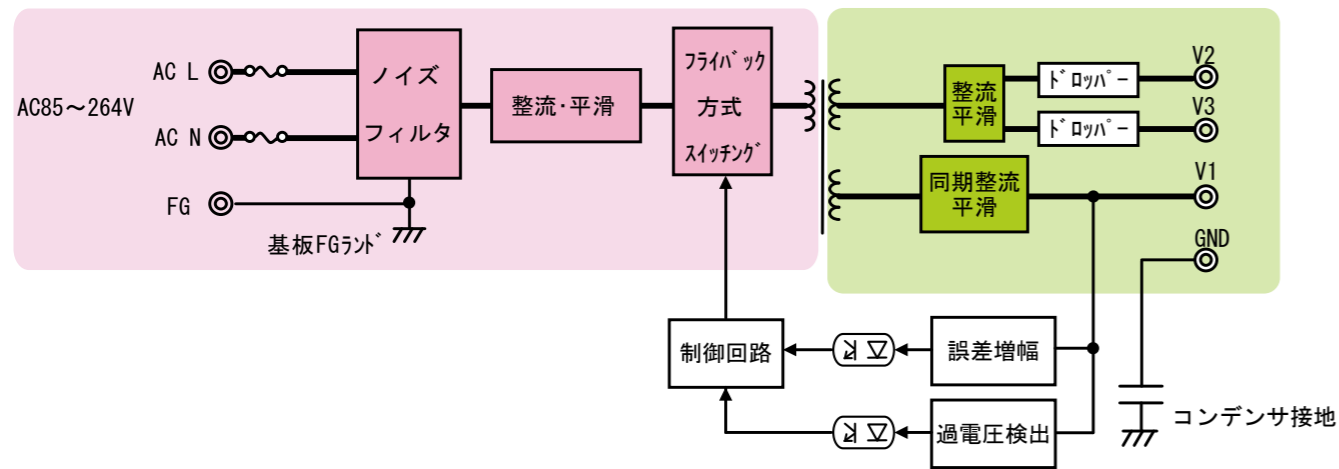 AC85～264V
AC L
AC N
FG
ノイズ
フィルタ
基板FGﾗﾝﾄﾞ
整流･平滑
ﾌﾗｲﾊﾞｯｸ
方式
ｽｲｯﾁﾝｸﾞ
整流
平滑
ﾄﾞﾛｯﾊﾟｰ
ﾄﾞﾛｯﾊﾟｰ
V2
V3
同期整流
平滑
V1
GND
制御回路
誤差増幅
過電圧検出
コンデンサ接地